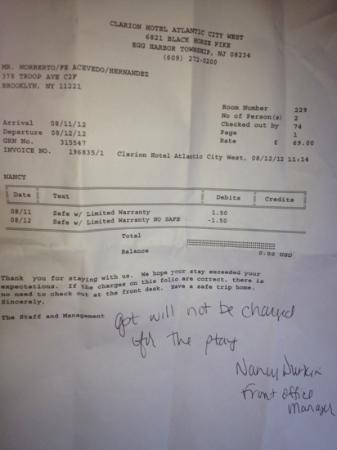 CLARION HOTEL ATLANTIC CITY WEST
6821 BLACK HORSE PIKE
EGG HARBOR TOWNSHIP, NJ 08234
(609) 272-0200
MR. NORBERTO/FE ACEVEDO/HERNANDEZ
378 TROOP AVE C2F
BROOKLYN, NY 11221
Room Number 229
No of Person(s) 2
Arrival 08/11/12 Checked out by 74
Departure 08/12/12 Page 1
GRN No. 315547 Rate £ 89.00
INVOICE NO. 196835/1 Clarion Hotel Atlantic City West, 08/12/12 11:14
NANCY
Date Text Debits Credits
08/11 Safe w/ Limited Warranty 1.50
08/12 Safe w/ Limited Warranty NO SAFE -1.50
Total
Balance 0.00 USD
Thank you for staying with us. We hope your stay exceeded your
expectations. If the charges on this folio are correct, there is
no need to check out at the front desk. Have a safe trip home.
Sincerely,
The Staff and Management
gst will not be charged
for the stay
Nancy Durkin
Front Office
Manager